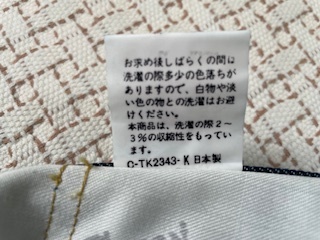 お求め後しばらくの間は
洗濯の際多少の色落ちが
ありますので、白物や淡
い色の物との洗濯はお避
けください。
本商品は、洗濯の際2~
3%の収縮性をもってい
ます。
C-TK2343-K 日本製